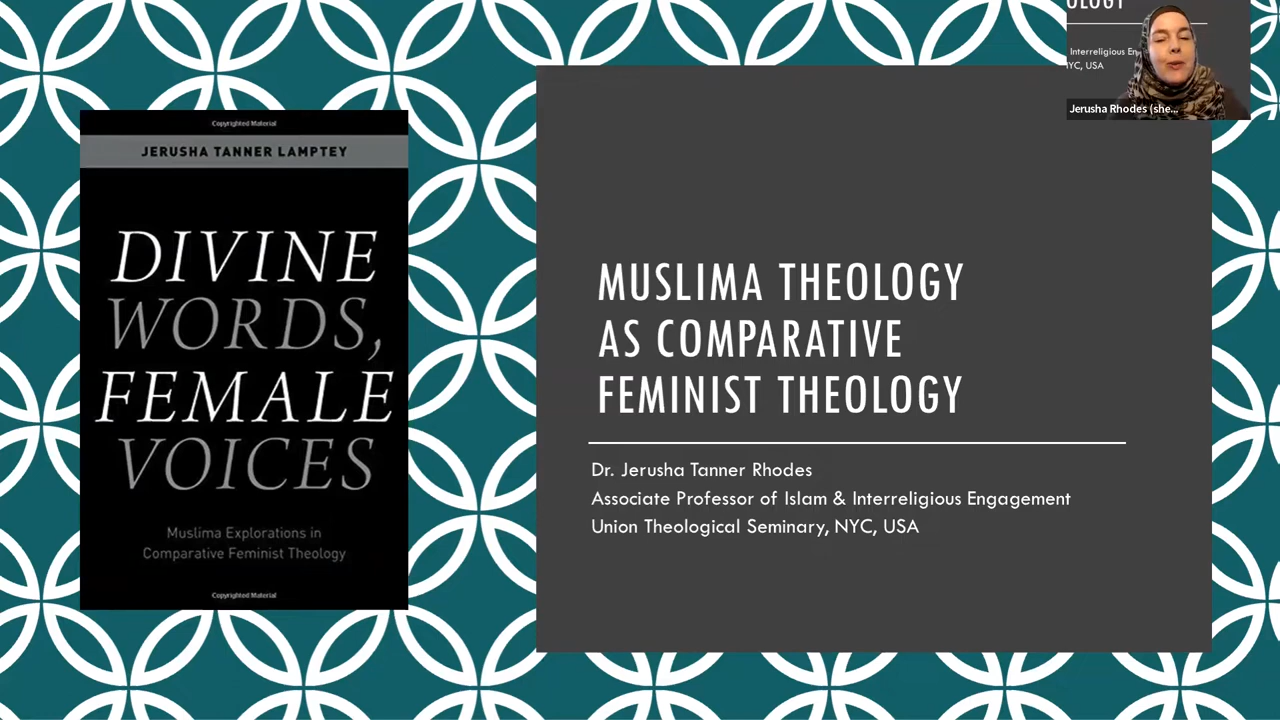 Copyrighted Material
JERUSHA TANNER LAMPTEY
DIVINE
WORDS,
FEMALE
VOICES
Muslima Explorations in
Comparative Feminist Theology
Copyrighted Material
MUSLIMA THEOLOGY
AS COMPARATIVE
FEMINIST THEOLOGY
Dr. Jerusha Tanner Rhodes
Associate Professor of Islam & Interreligious Engagement
Union Theological Seminary, NYC, USA
Interreligious En
NYC, USA
Jerusha Rhodes (she...